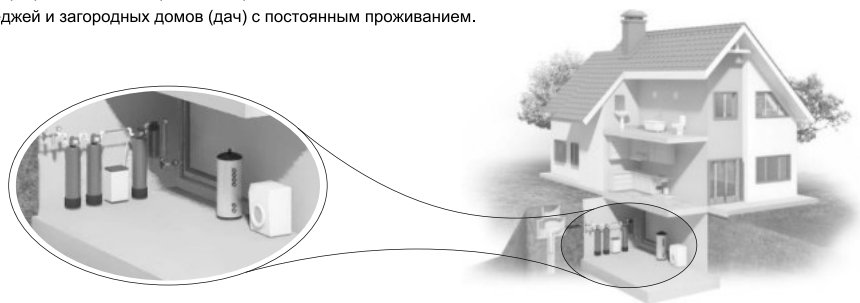 джей и загородных домов (дач) с постоянным проживанием.